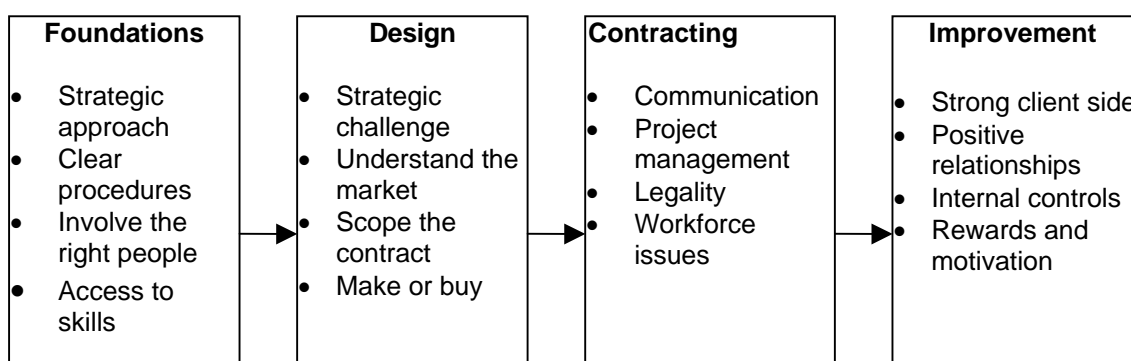 Foundations
• Strategic
approach
• Clear
procedures
• Involve the
right people
• Access to
skills
Design
• Strategic
challenge
• Understand the
market
• Scope the
contract
• Make or buy
Contracting
• Communication
• Project
management
• Legality
• Workforce
issues
Improvement
• Strong client side
• Positive
relationships
• Internal controls
• Rewards and
motivation